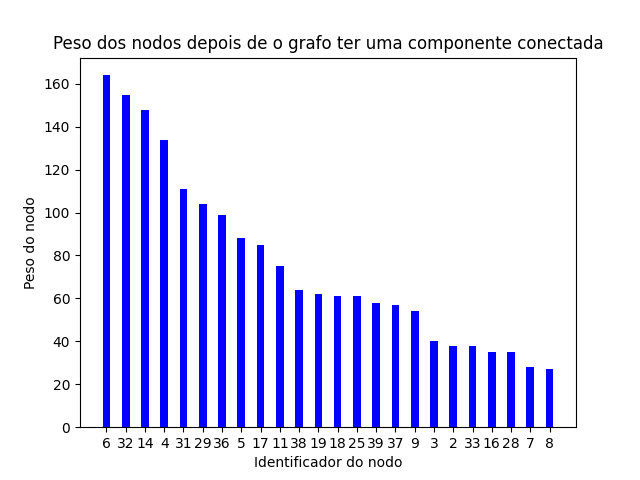 Peso dos nodos depois de o grafo ter uma componente conectada
160
140
120
100
80
60
40
20
0
Peso do nodo
6 32 14 4 31 29 36 5 17 11 38 19 18 25 39 37 9 3 2 33 16 28 7 8
Identificador do nodo